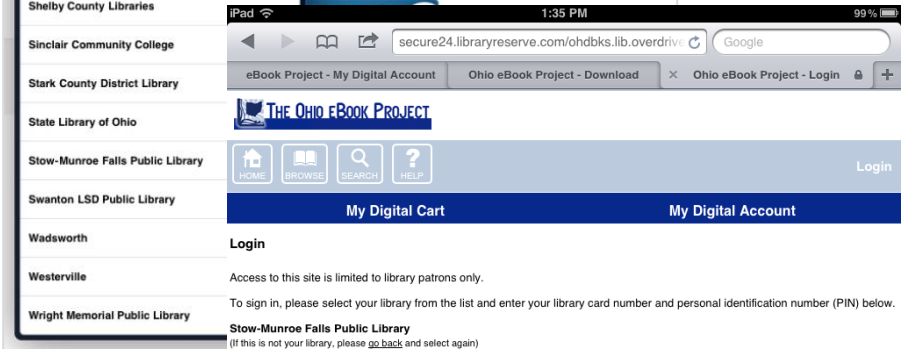 Shelby County Libraries
Sinclair Community College
Stark County District Library
State Library of Ohio
Stow-Munroe Falls Public Library
Swanton LSD Public Library
Wadsworth
Westerville
Wright Memorial Public Library
iPad 1:35 PM 99%
secure24.libraryreserve.com/ohdbks.lib.overdrive Google
eBook Project - My Digital Account Ohio eBook Project - Download × Ohio eBook Project - Login +
THE OHIO EBOOK PROJECT
HOME BROWSE SEARCH ? HELP Login
My Digital Cart My Digital Account
Login
Access to this site is limited to library patrons only.
To sign in, please select your library from the list and enter your library card number and personal identification number (PIN) below.
Stow-Munroe Falls Public Library
(If this is not your library, please go back and select again)